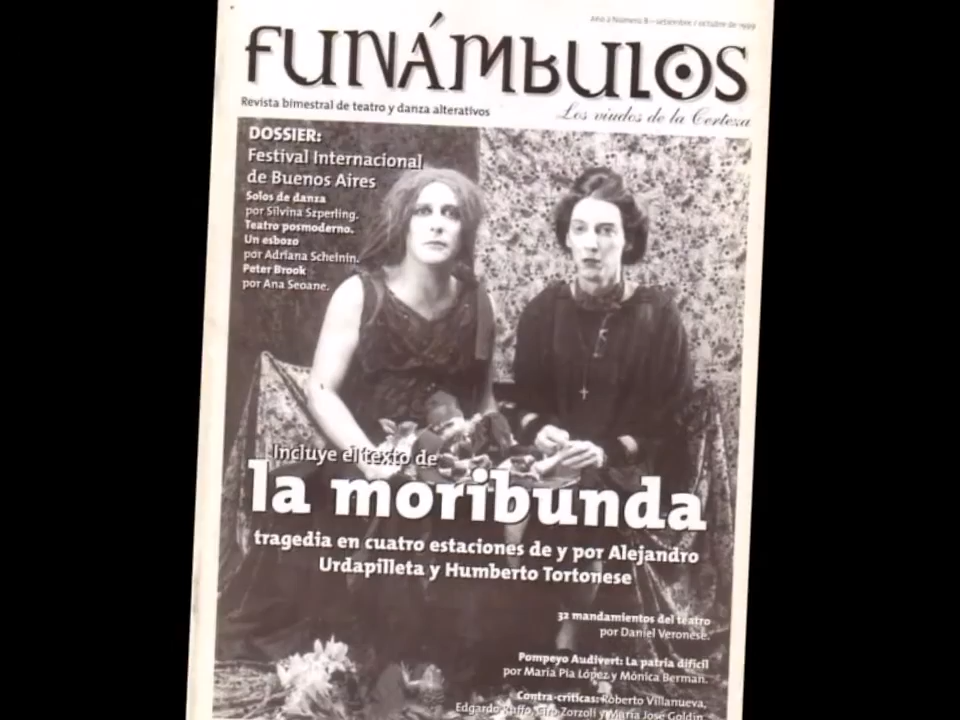 Año 2 Número 8 – setiembre / octubre de 1999
FUNÁMBULOS
Revista bimestral de teatro y danza alterativos
Los viudos de la Certeza
DOSSIER:
Festival Internacional
de Buenos Aires
Solos de danza
por Silvina Szperling.
Teatro posmoderno.
Un esbozo
por Adriana Scheinin.
Peter Brook
por Ana Seoane.
Incluye el texto de
la moribunda
tragedia en cuatro estaciones de y por Alejandro
Urdapilleta y Humberto Tortonese
32 mandamientos del teatro
por Daniel Veronese.
Pompeyo Audivert: La patria difícil
por María Pía López y Mónica Berman.
Contra-críticas: Roberto Villanueva,
Edgardo Ruffo, Ciro Zorzoli y María José Goldín